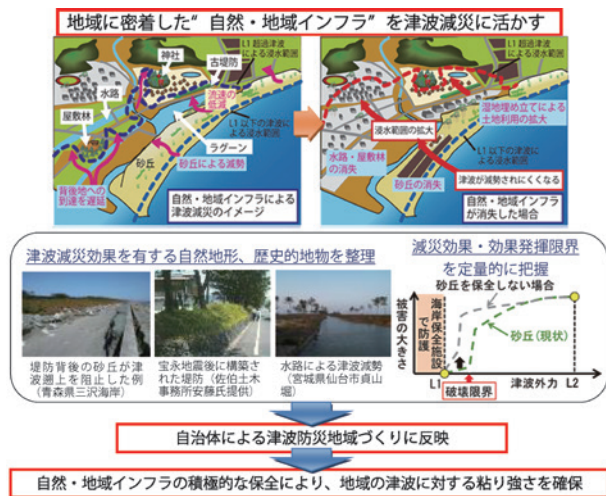 地域に密着した“自然・地域インフラ”を津波減災に活かす
神社
古堤防
L1超過津波
による浸水範囲
流速の
低減
水路
屋敷林
L1以下の津波に
よる浸水範囲
ラグーン
砂丘
砂丘による減勢
背後地への
到達を遅延
自然・地域インフラによる
津波減災のイメージ
L1超過津波
による浸水範囲
湿地埋め立てによる
土地利用の拡大
浸水範囲の拡大
L1以下の津波に
よる浸水範囲
水路・屋敷林
の消失
津波が減勢されにくくなる
砂丘の消失
自然・地域インフラ
が消失した場合
津波減災効果を有する自然地形、歴史的地物を整理
堤防背後の砂丘が津
波遡上を阻止した例
(青森県三沢海岸)
宝永地震後に構築さ
れた堤防(佐伯土木
事務所安藤氏提供)
水路による津波減勢
(宮城県仙台市貞山
堀)
減災効果・効果発揮限界
を定量的に把握
砂丘を保全しない場合
被害の大きさ
海岸保全施設
で防護
砂丘(現状)
L1
津波外力
L2
破壊限界
自治体による津波防災地域づくりに反映
自然・地域インフラの積極的な保全により、地域の津波に対する粘り強さを確保